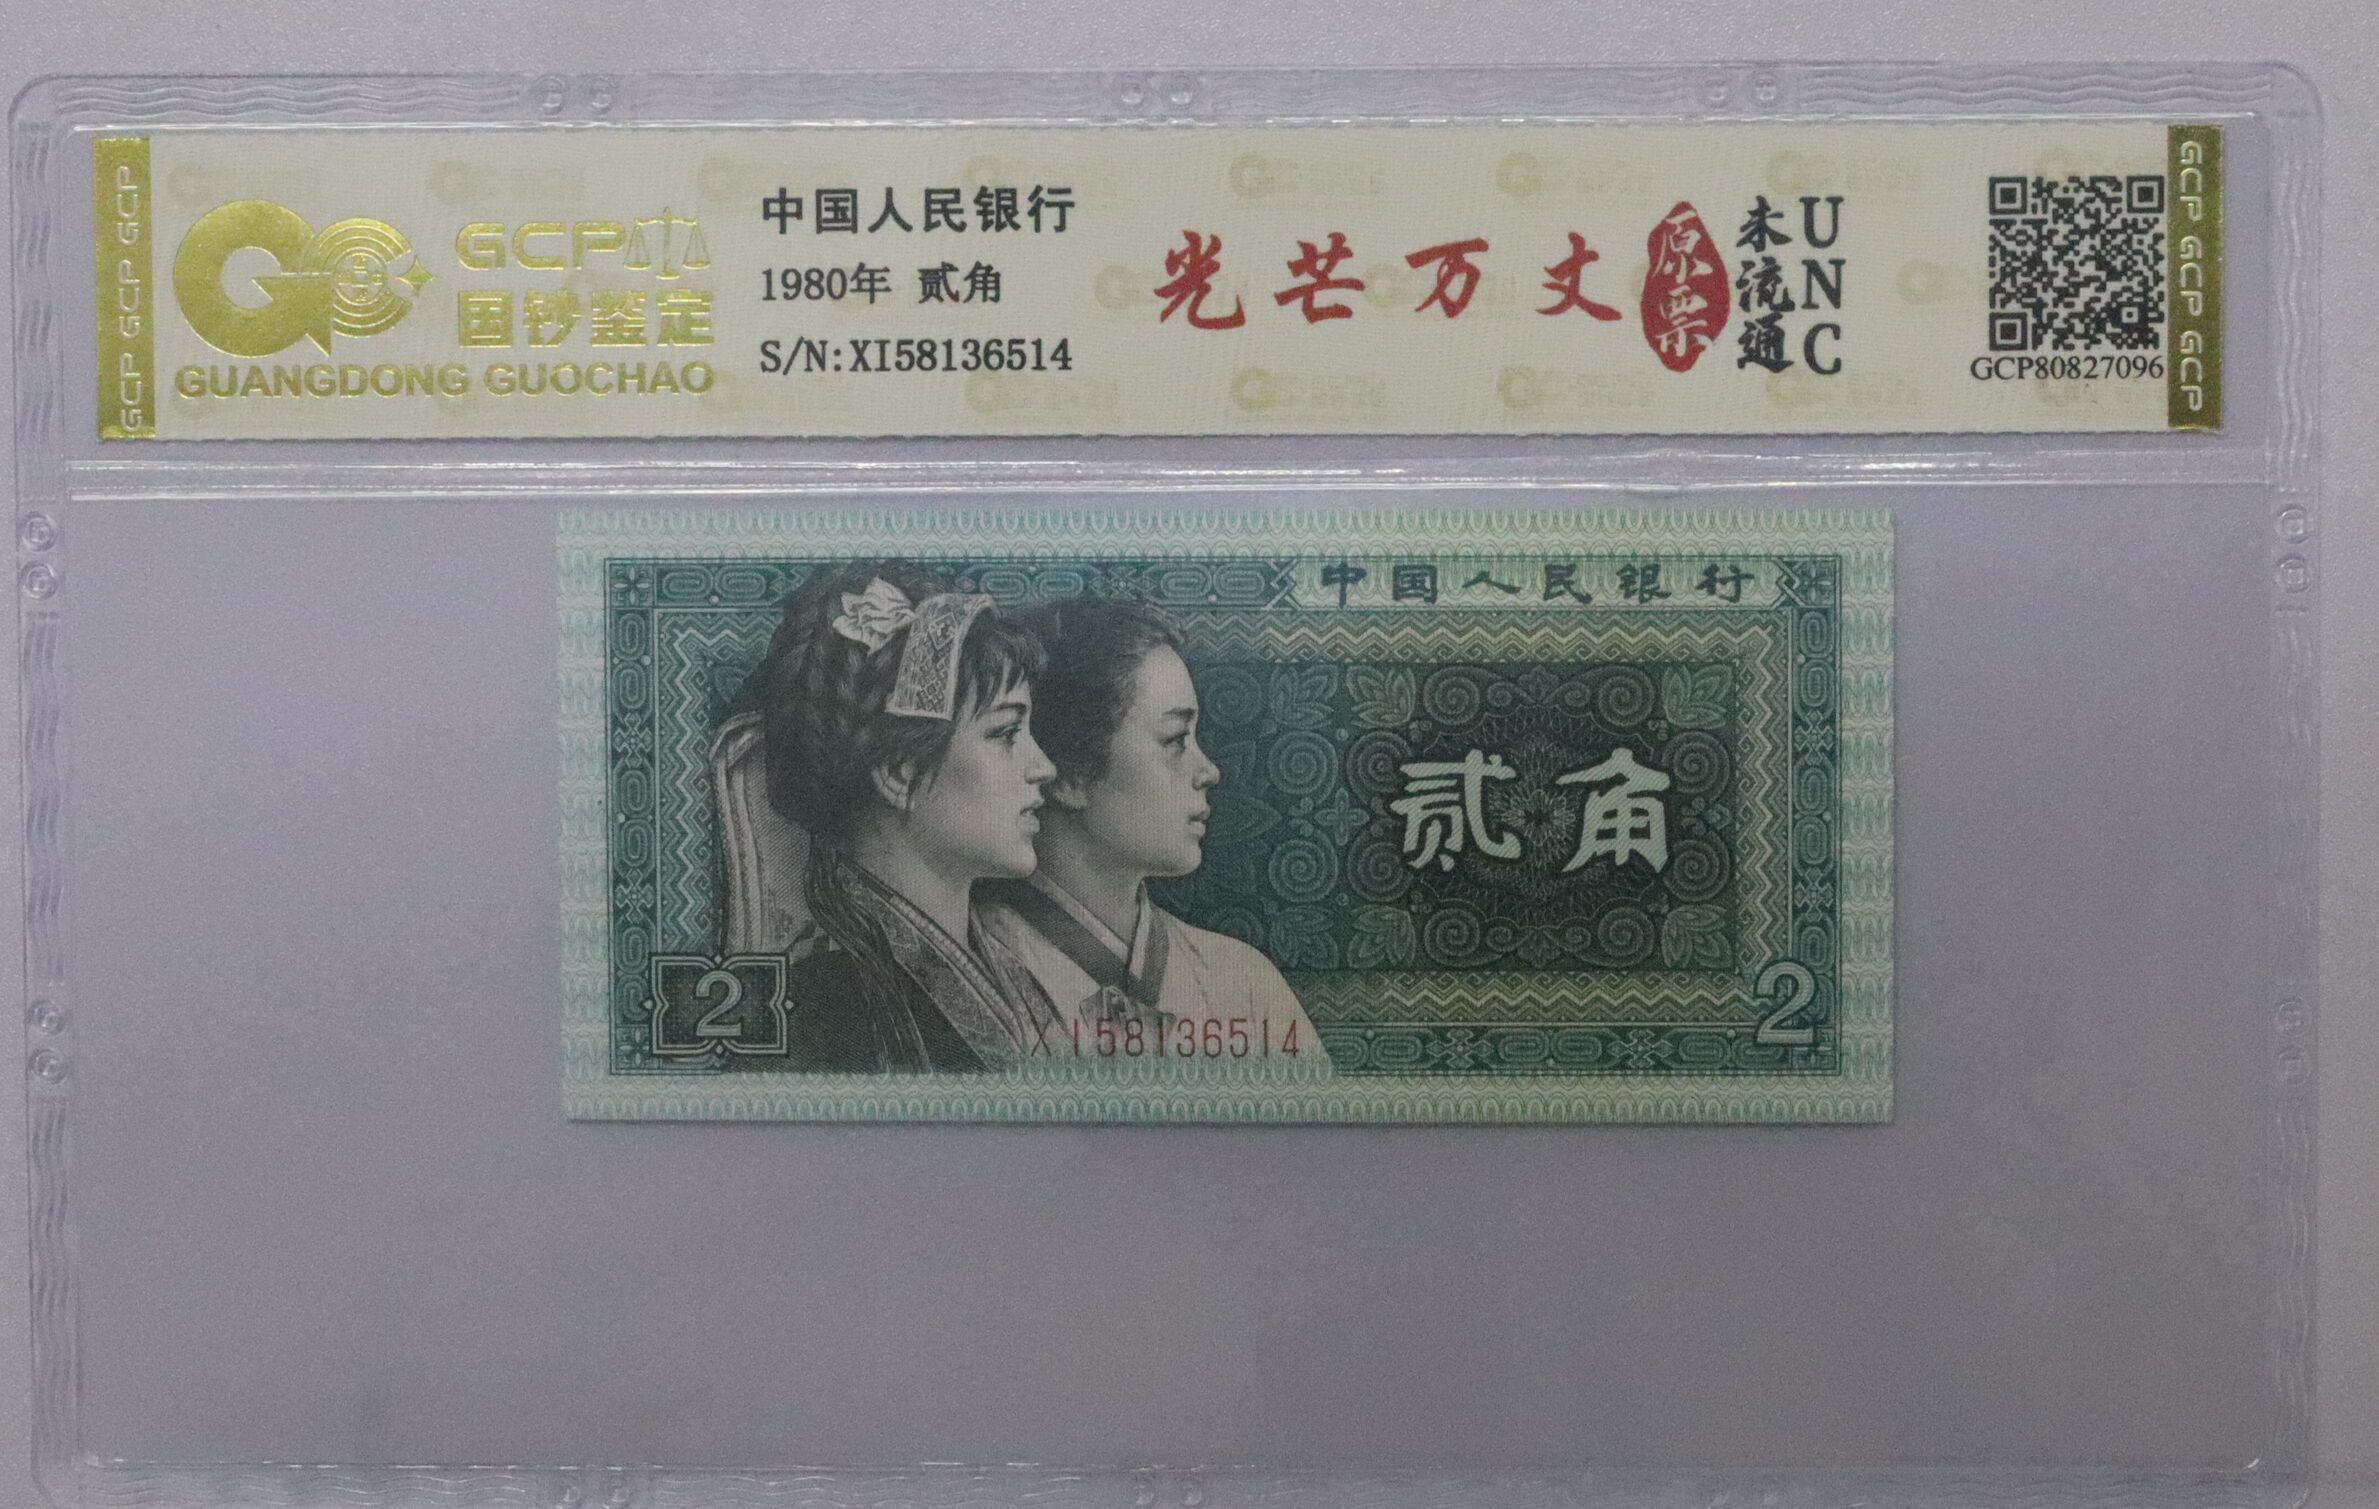 GCP GCP GCP
GCP
国钞鉴定
GUANGDONG GUOCHAO
中国人民银行
1980年 贰角
S/N:XI58136514
光芒万丈
原票
未流通
UNC
GCP80827096
GCP GCP GCP
中国人民银行
贰角
2
2
XI58136514